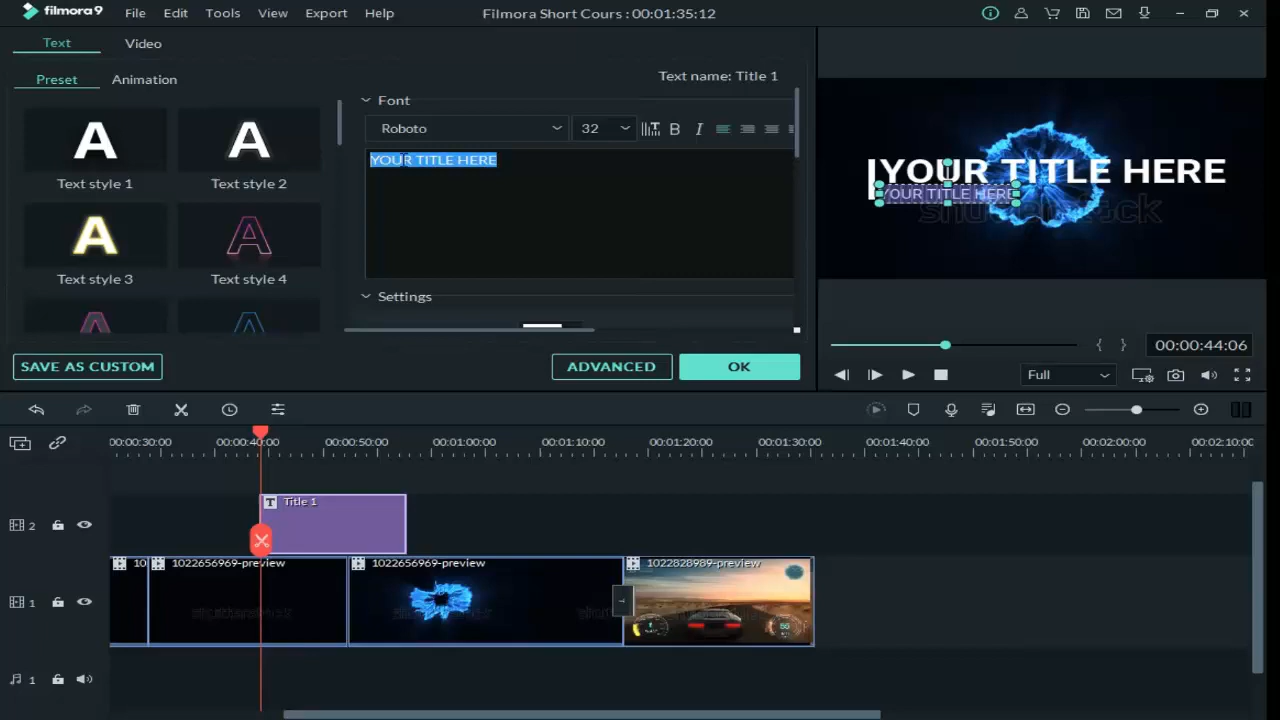 filmora9 File Edit Tools View Export Help Filmora Short Cours : 00:01:35:12
Text Video
Preset Animation Text name: Title 1
Font
Roboto 32 B I
YOUR TITLE HERE
A A
Text style 1 Text style 2
A A
Text style 3 Text style 4
A A
Settings
SAVE AS CUSTOM ADVANCED OK
YOUR TITLE HERE
YOUR TITLE HERE
shutterstock
{ } 00:00:44:06
Full
00:00:30:00 00:00:40:00 00:00:50:00 00:01:00:00 00:01:10:00 00:01:20:00 00:01:30:00 00:01:40:00 00:01:50:00 00:02:00:00 00:02:10:00
2 T Title 1
1 10 1022656969-preview 1022656969-preview 1022828989-preview
1